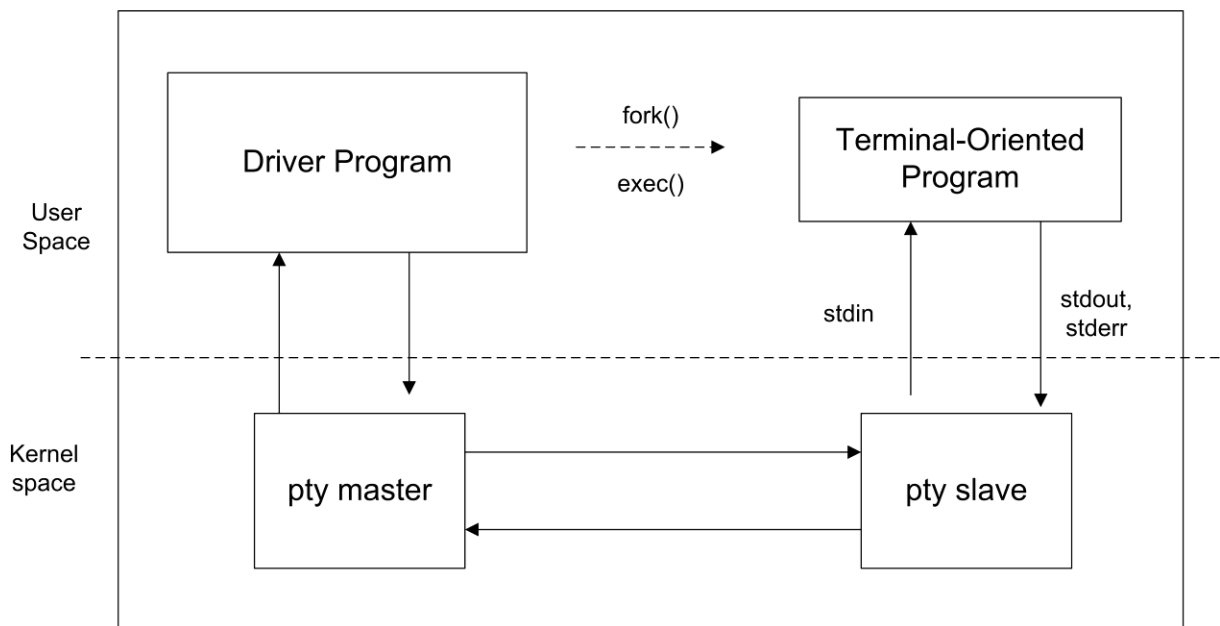 Driver Program
fork()
exec()
Terminal-Oriented
Program
User
Space
stdin
stdout,
stderr
Kernel
space
pty master
pty slave